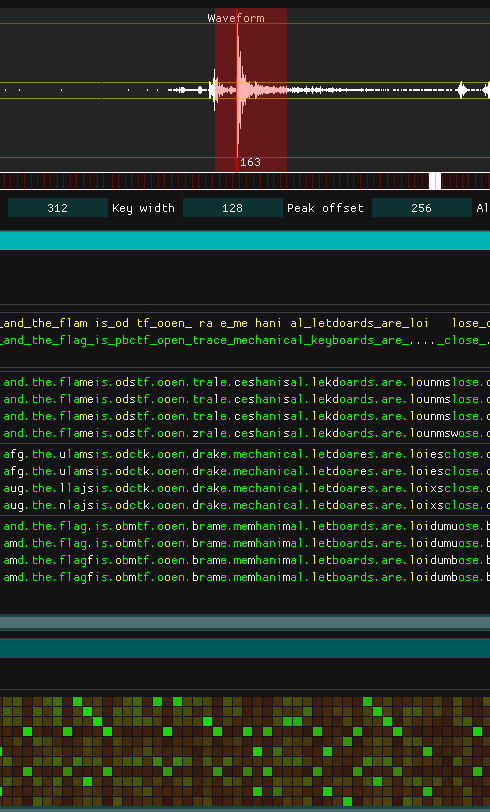 Waveform
163
312 Key width 128 Peak offset 256 Al
_and_the_flam is_od tf_ooen_ ra e_me hani al_letdoards_are_loi lose_
_and_the_flag_is_pbctf_open_trace_mechanical_keyboards_are_...._close_.
and.the.flameis.odstf.ooen.trale.ceshanisal.lekdoards.are.lounmslose.
and.the.flameis.odstf.ooen.trale.ceshanisal.lekdoards.are.lounmslose.
and.the.flameis.odstf.ooen.trale.ceshanisal.lekdoards.are.lounmslose.
and.the.flameis.odstf.ooen.zrale.ceshanisal.lekdoards.are.lounmswose.
afg.the.ulamsis.odctk.ooen.drake.mechanical.letdoares.are.loiesclose.
afg.the.ulamsis.odctk.ooen.drake.mechanical.letdoares.are.loiesclose.
aug.the.llajsis.odctk.ooen.drake.mechanical.letdoares.are.loixsclose.
aug.the.nlajsis.odctk.ooen.drake.mechanical.letdoares.are.loixsclose.
and.the.flag.is.obmtf.ooen.brame.memhanimal.letboards.are.loidumuose.b
amd.the.flag.is.obmtf.ooen.brame.memhanimal.letboards.are.loidumbose.b
amd.the.flagfis.obmtf.ooen.brame.memhanimal.letboards.are.loidumbose.b
amd.the.flagfis.obmtf.ooen.brame.memhanimal.letboards.are.loidumbose.b